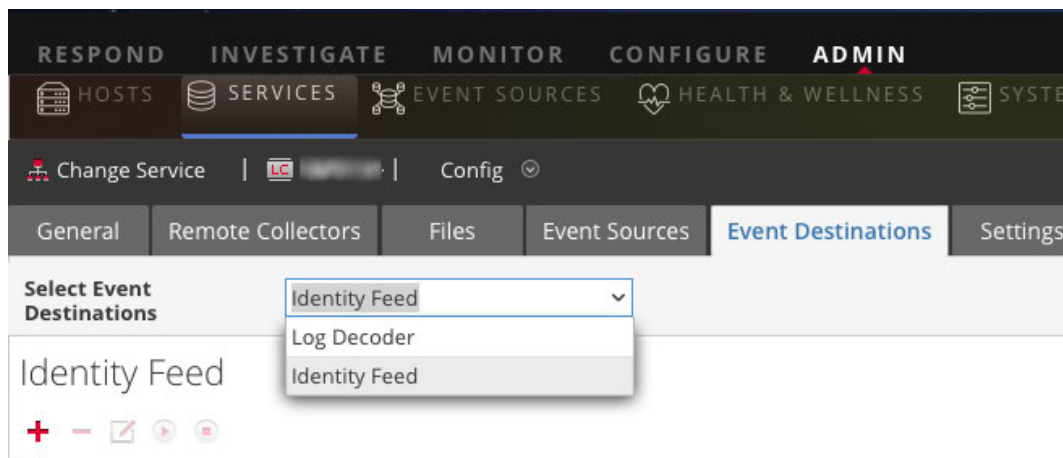 RESPOND INVESTIGATE MONITOR CONFIGURE ADMIN
HOSTS SERVICES EVENT SOURCES HEALTH & WELLNESS
Change Service | LC | Config
General Remote Collectors Files Event Sources Event Destinations Settings
Select Event
Destinations
Identity Feed
Log Decoder
Identity Feed
Identity Feed